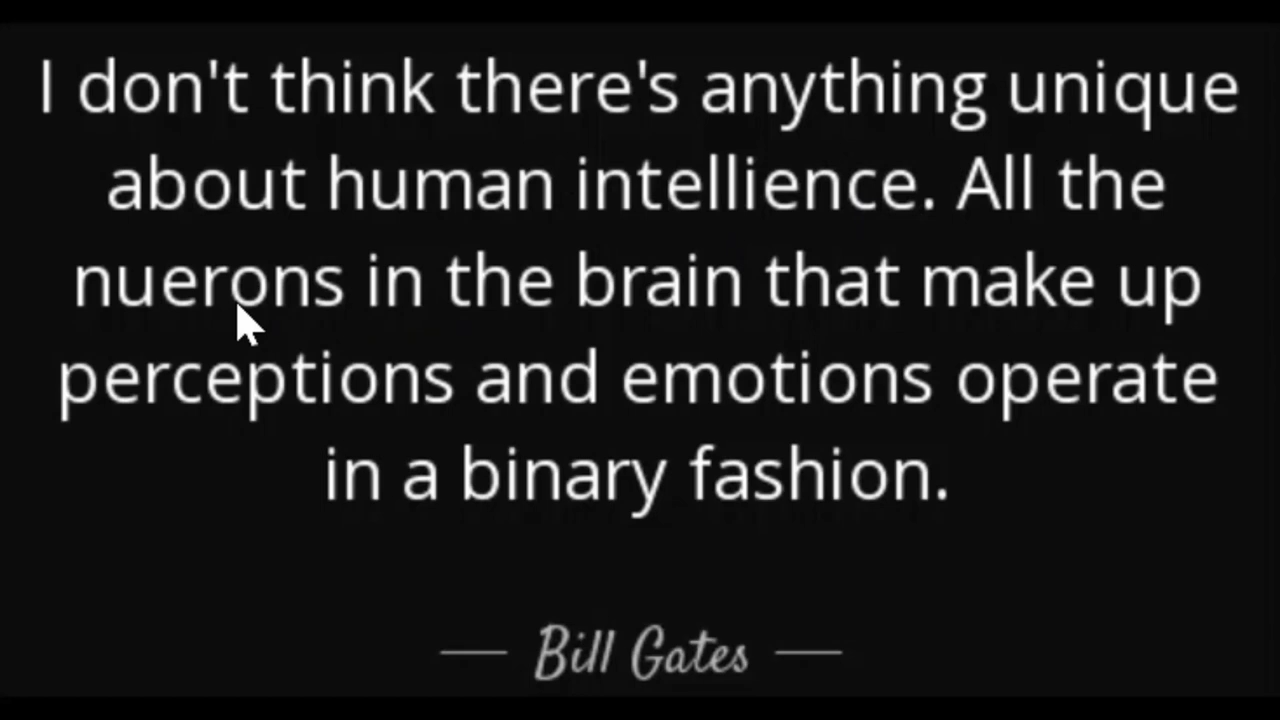 I don't think there's anything unique
about human intellience. All the
nuerons in the brain that make up
perceptions and emotions operate
in a binary fashion.
— Bill Gates —